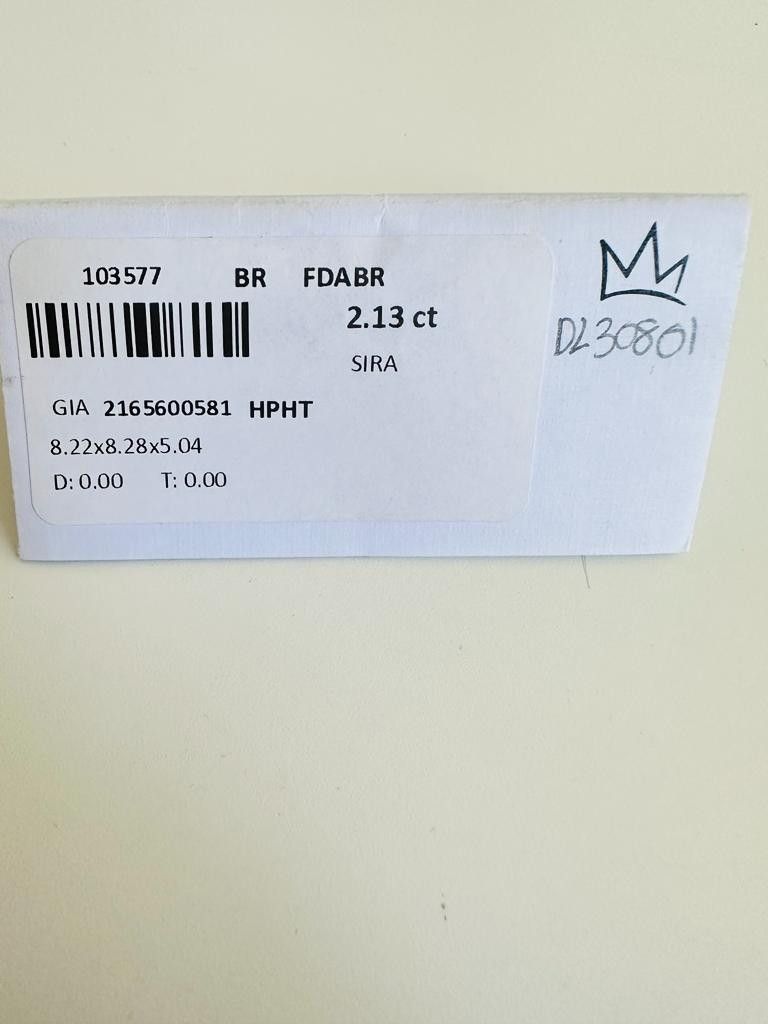 103577 BR FDABR
2.13 ct
SIRA
GIA 2165600581 HPHT
8.22x8.28x5.04
D: 0.00 T: 0.00
DL30801